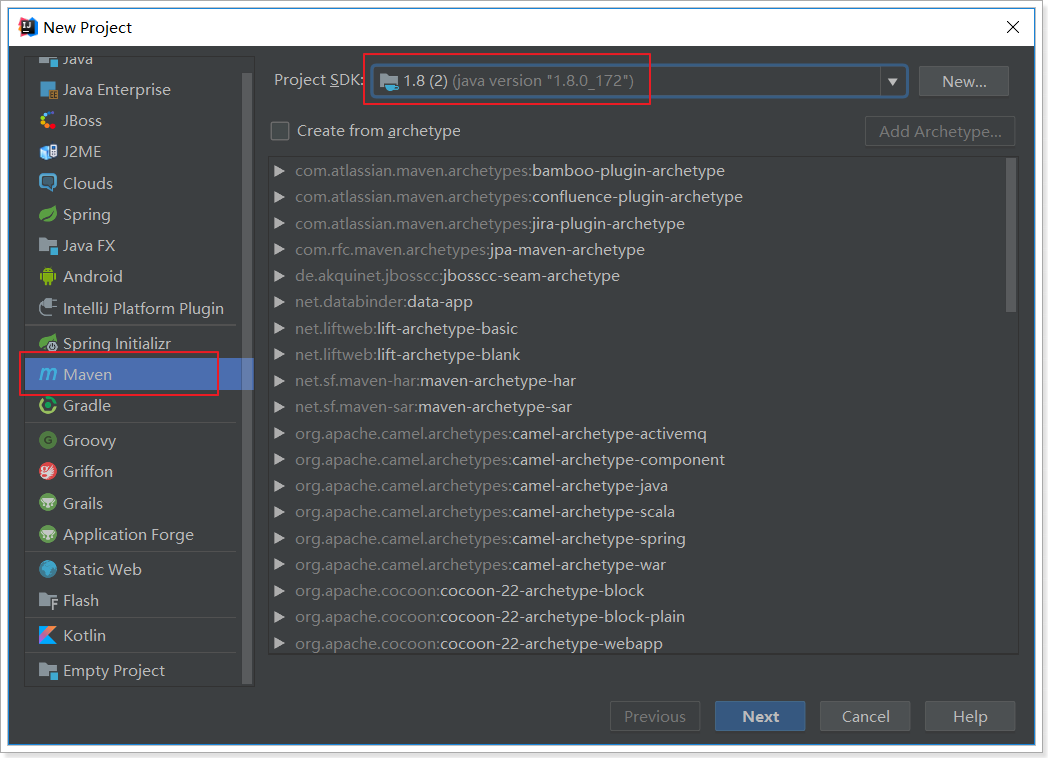 New Project
Java
Java Enterprise
JBoss
J2ME
Clouds
Spring
Java FX
Android
IntelliJ Platform Plugin
Spring Initializr
Maven
Gradle
Groovy
Griffon
Grails
Application Forge
Static Web
Flash
Kotlin
Empty Project
Project SDK: 1.8 (2) (java version "1.8.0_172") New...
Create from archetype Add Archetype...
com.atlassian.maven.archetypes:bamboo-plugin-archetype
com.atlassian.maven.archetypes:confluence-plugin-archetype
com.atlassian.maven.archetypes:jira-plugin-archetype
com.rfc.maven.archetypes:jpa-maven-archetype
de.akquinet.jbosscc:jbosscc-seam-archetype
net.databinder:data-app
net.liftweb:lift-archetype-basic
net.liftweb:lift-archetype-blank
net.sf.maven-har:maven-archetype-har
net.sf.maven-sar:maven-archetype-sar
org.apache.camel.archetypes:camel-archetype-activemq
org.apache.camel.archetypes:camel-archetype-component
org.apache.camel.archetypes:camel-archetype-java
org.apache.camel.archetypes:camel-archetype-scala
org.apache.camel.archetypes:camel-archetype-spring
org.apache.camel.archetypes:camel-archetype-war
org.apache.cocoon:cocoon-22-archetype-block
org.apache.cocoon:cocoon-22-archetype-block-plain
org.apache.cocoon:cocoon-22-archetype-webapp
Previous Next Cancel Help